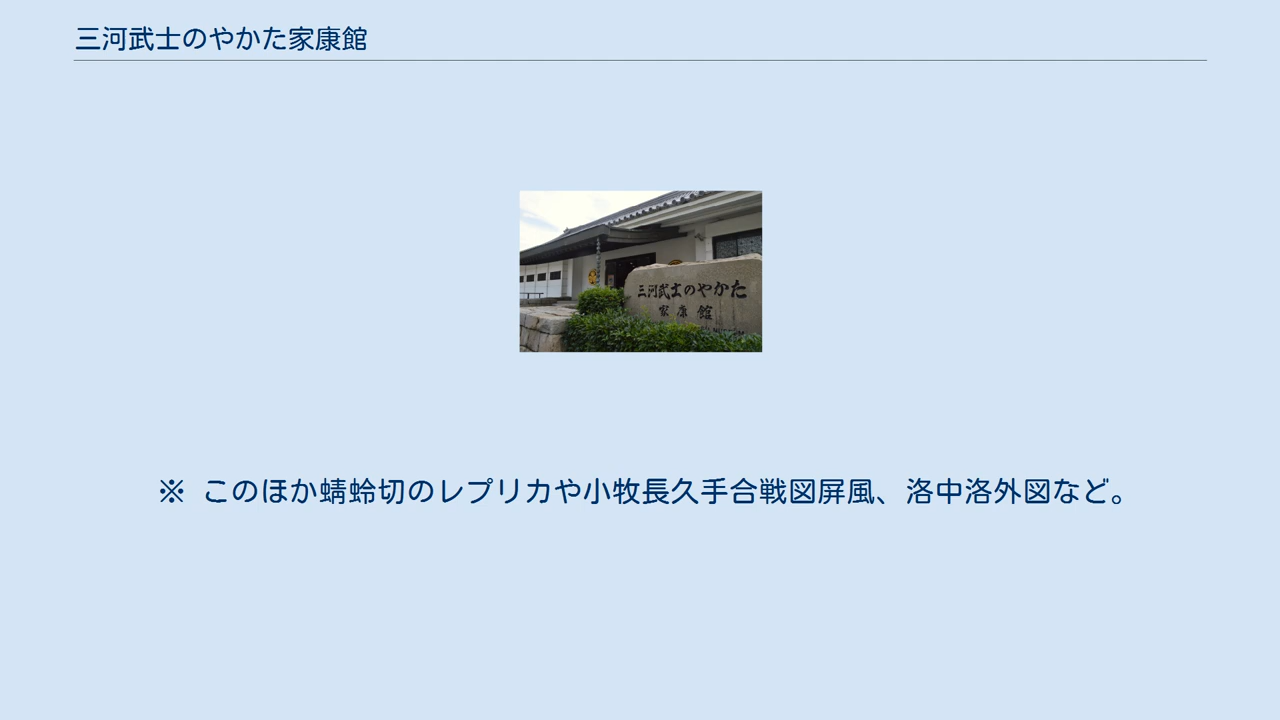 三河武士のやかた家康館
三河武士のやかた
家康館
※ このほか蜻蛉切のレプリカや小牧長久手合戦図屏風、洛中洛外図など。